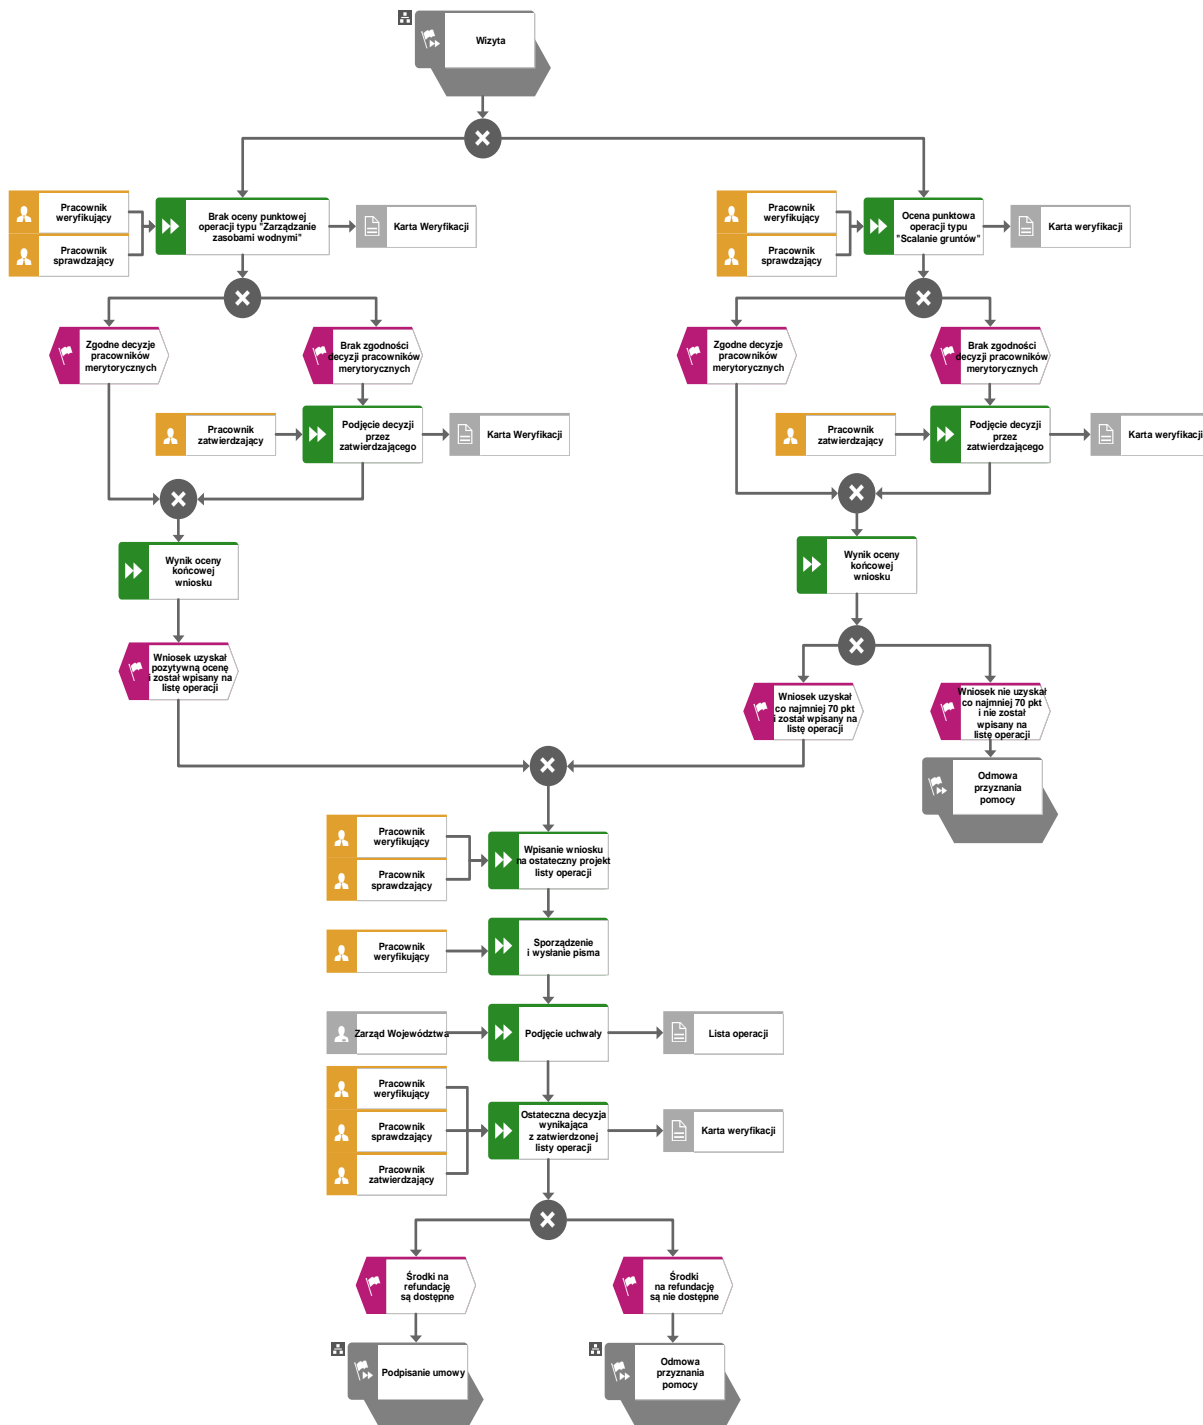 Wizyta
Pracownik
weryfikujący
Pracownik
sprawdzający
Brak oceny punktowej
operacji typu "Zarządzanie
zasobami wodnymi"
Karta Weryfikacji
Pracownik
weryfikujący
Pracownik
sprawdzający
Ocena punktowa
operacji typu
"Scalanie gruntów"
Karta weryfikacji
Zgodne decyzje
pracowników
merytorycznych
Brak zgodności
decyzji pracowników
merytorycznych
Zgodne decyzje
pracowników
merytorycznych
Brak zgodności
decyzji pracowników
merytorycznych
Pracownik
zatwierdzający
Podjęcie decyzji
przez
zatwierdzającego
Karta Weryfikacji
Pracownik
zatwierdzający
Podjęcie decyzji
przez
zatwierdzającego
Karta weryfikacji
Wynik oceny
końcowej
wniosku
Wynik oceny
końcowej
wniosku
Wniosek uzyskał
pozytywną ocenę
i został wpisany na
listę operacji
Wniosek uzyskał
co najmniej 70 pkt
i został wpisany na
listę operacji
Wniosek nie uzyskał
co najmniej 70 pkt
i nie został
wpisany na
listę operacji
Odmowa
przyznania
pomocy
Pracownik
weryfikujący
Pracownik
sprawdzający
Wpisanie wniosku
na ostateczny projekt
listy operacji
Pracownik
weryfikujący
Sporządzenie
i wysłanie pisma
Zarząd Województwa
Podjęcie uchwały
Lista operacji
Pracownik
weryfikujący
Pracownik
sprawdzający
Pracownik
zatwierdzający
Ostateczna decyzja
wynikająca
z zatwierdzonej
listy operacji
Karta weryfikacji
Środki na
refundację
są dostępne
Środki
na refundację
są nie dostępne
Podpisanie umowy
Odmowa
przyznania
pomocy